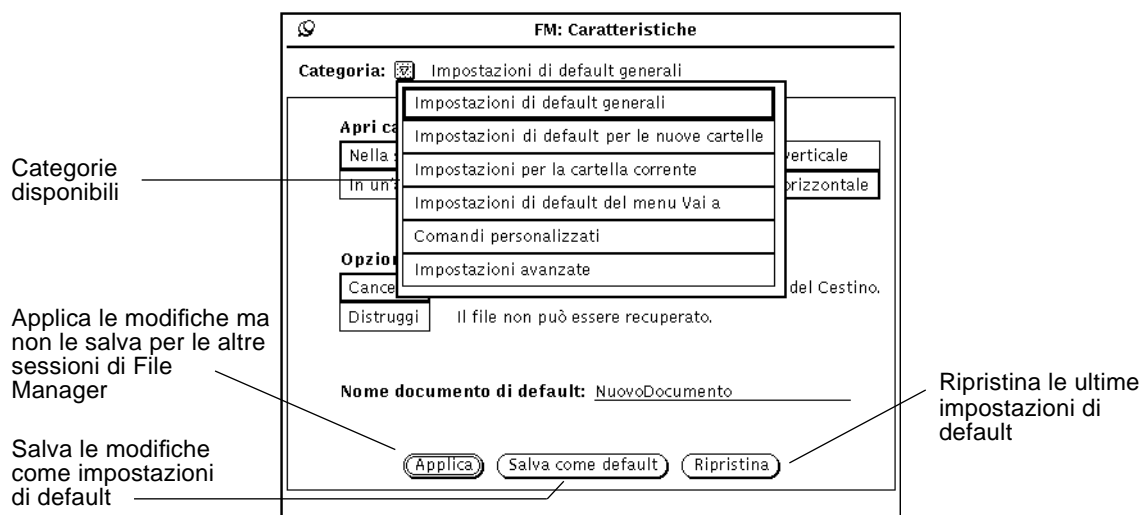 FM: Caratteristiche
Categoria: Impostazioni di default generali
Impostazioni di default generali
Impostazioni di default per le nuove cartelle
Impostazioni per la cartella corrente
Impostazioni di default del menu Vai a
Comandi personalizzati
Impostazioni avanzate
Apri
Nella
verticale
In
Cance
del Cestino.
Distruggi Il file non può essere recuperato.
Nome documento di default: NuovoDocumento
Applica Salva come default Ripristina
Categorie
disponibili
Applica le modifiche ma
non le salva per le altre
sessioni di File
Manager
Salva le modifiche
come impostazioni
di default
Ripristina le ultime
impostazioni di
default